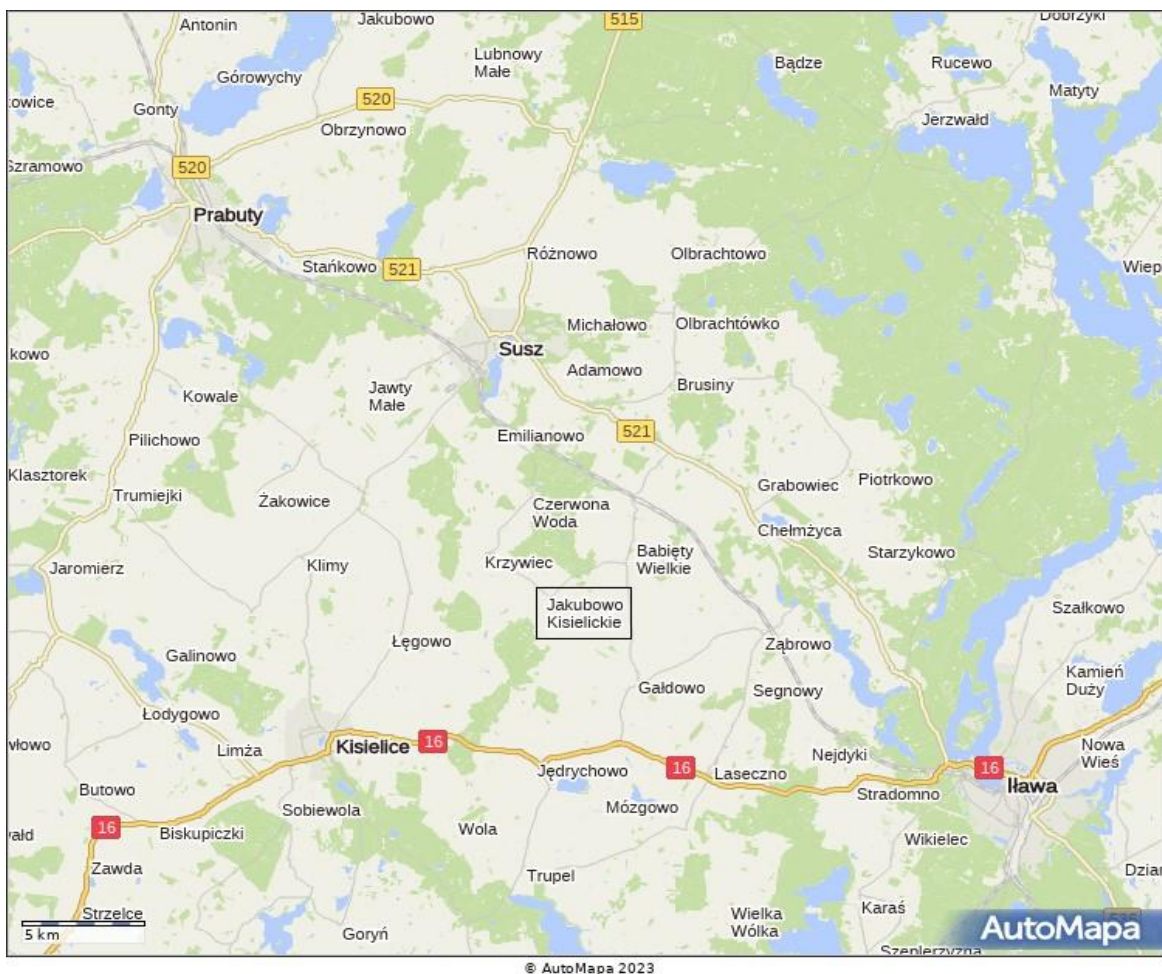 Antonin
Jakubowo
515
Dobrzyki
Lubnowy
Małe
Bądze
Rucewo
Górowychy
Matyty
520
Gonty
Obrzynowo
Jerzwałd
Szramowo
520
Prabuty
Różnowo
Olbrachtowo
Stańkowo
521
Michałowo
Olbrachtówko
Susz
Adamowo
Jawty
Małe
Brusiny
Kowale
521
Emilianowo
Pilichowo
Klasztorek
Piotrkowo
Grabowiec
Trumiejki
Żakowice
Czerwona
Woda
Chełmżyca
Starzykowo
Babięty
Wielkie
Krzywiec
Klimy
Jaromierz
Jakubowo
Kisielickie
Szałkowo
Łęgowo
Ząbrowo
Galinowo
Kamień
Duży
Gałdowo
Segnowy
Łodygowo
16
Kisielice
Limża
Nejdyki
Nowa
Wieś
16
16
Jędrychowo
Laseczno
Iława
Butowo
Stradomno
Sobiewola
Mózgowo
16
Biskupiczki
Wola
Wikielec
Zawda
Trupel
Strzelce
Karaś
Wielka
Wólka
5 km
Goryń
AutoMapa
Szeplerzyzna
© AutoMapa 2023